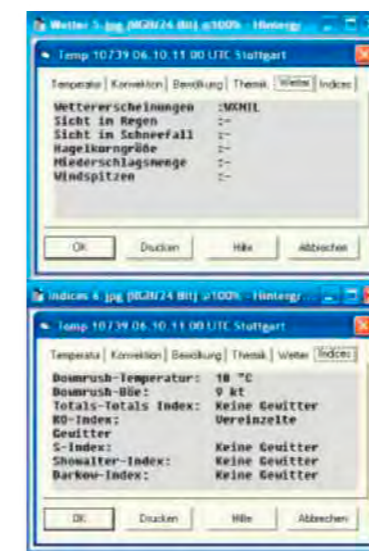 Wetter 5.jpg (RGB/24 Bit) @100% - Hintergr...
Temp 10739 06.10.11 00 UTC Stuttgart
Temperatur Konvektion Bewölkung Thermik Wetter Indices
Wettererscheinungen :WXMIL
Sicht im Regen :-
Sicht im Schneefall :-
Hagelkorngröße :-
Niederschlagsmenge :-
Windspitzen :-
OK Drucken Hilfe Abbrechen
Indices 6.jpg (RGB/24 Bit) @100% - Hintergr...
Temp 10739 06.10.11 00 UTC Stuttgart
Temperatur Konvektion Bewölkung Thermik Wetter Indices
Downrush-Temperatur: 10 °C
Downrush-Böe: 9 kt
Totals-Totals Index: Keine Gewitter
KO-Index: Vereinzelte
Gewitter
S-Index: Keine Gewitter
Showalter-Index: Keine Gewitter
Darkow-Index: Keine Gewitter
OK Drucken Hilfe Abbrechen